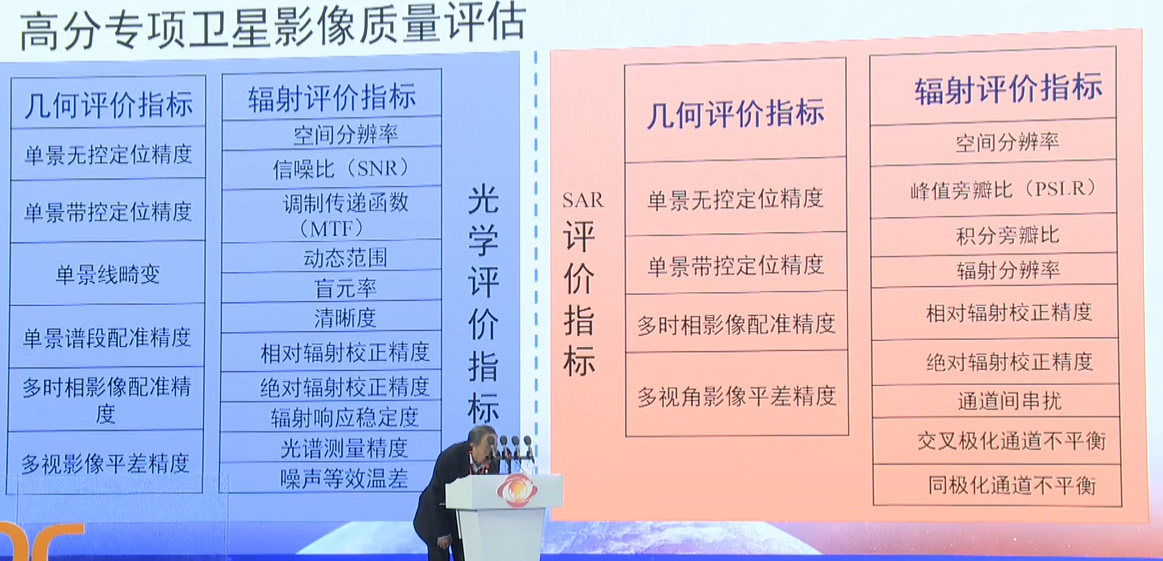 高分专项卫星影像质量评估
几何评价指标
单景无控定位精度
单景带控定位精度
单景线畸变
单景谱段配准精度
多时相影像配准精
度
多视影像平差精度
辐射评价指标
空间分辨率
信噪比（SNR）
调制传递函数
（MTF）
动态范围
盲元率
清晰度
相对辐射校正精度
绝对辐射校正精度
辐射响应稳定度
光谱测量精度
噪声等效温差
光学评价指标
SAR
评价指标
几何评价指标
单景无控定位精度
单景带控定位精度
多时相影像配准精度
多视角影像平差精度
辐射评价指标
空间分辨率
峰值旁瓣比（PSLR）
积分旁瓣比
辐射分辨率
相对辐射校正精度
绝对辐射校正精度
通道间串扰
交叉极化通道不平衡
同极化通道不平衡